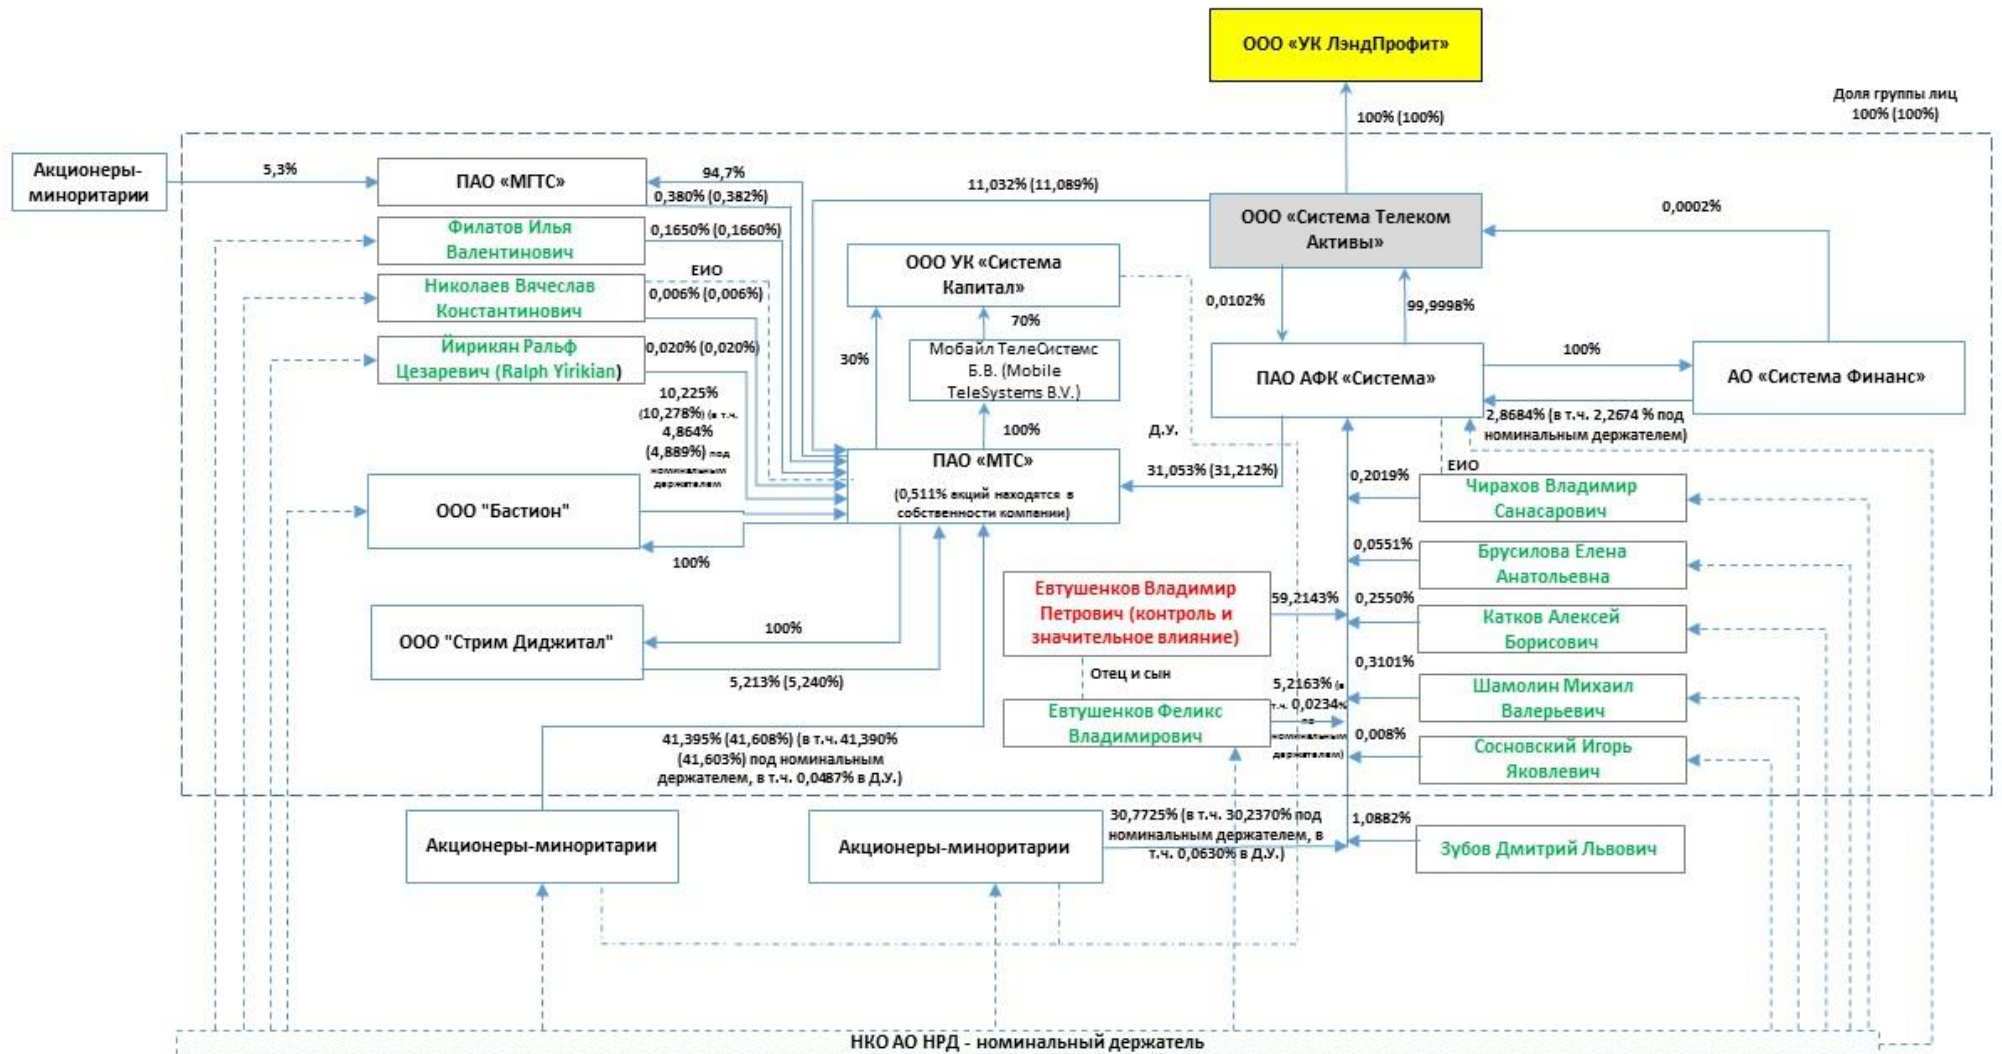 ООО «УК ЛэндПрофит»
Доля группы лиц
100% (100%)
100% (100%)
Акционеры-
миноритарии
5,3%
ПАО «МГТС»
94,7%
0,380% (0,382%)
11,032% (11,089%)
ООО «Система Телеком
Активы»
0,0002%
Филатов Илья
Валентинович
0,1650% (0,1660%)
ЕИО
Николаев Вячеслав
Константинович
0,006% (0,006%)
ООО УК «Система
Капитал»
0,0102%
99,9998%
Йирикян Ральф
Цезаревич (Ralph Yirikian)
0,020% (0,020%)
30%
70%
Мобайл ТелеСистемс
Б.В. (Mobile
TeleSystems B.V.)
ПАО АФК «Система»
100%
АО «Система Финанс»
10,225%
(10,278%) (в т.ч.
4,864%
(4,889%) под
номинальным
держателем
100%
Д.У.
2,8684% (в т.ч. 2,2674 % под
номинальным держателем)
ПАО «МТС»
(0,511% акций находятся в
собственности компании)
31,053% (31,212%)
ЕИО
0,2019%
Чирахов Владимир
Санасарович
ООО "Бастион"
100%
0,0551%
Брусилова Елена
Анатольевна
Евтушенков Владимир
Петрович (контроль и
значительное влияние)
59,2143%
0,2550%
Катков Алексей
Борисович
ООО "Стрим Диджитал"
100%
5,213% (5,240%)
Отец и сын
0,3101%
Шамолин Михаил
Валерьевич
Евтушенков Феликс
Владимирович
5,2163% (в
т.ч. 0,0234%
по
номинальным
держателем)
0,008%
Сосновский Игорь
Яковлевич
41,395% (41,608%) (в т.ч. 41,390%
(41,603%) под номинальным
держателем, в т.ч. 0,0487% в Д.У.)
Акционеры-миноритарии
Акционеры-миноритарии
30,7725% (в т.ч. 30,2370% под
номинальным держателем, в
т.ч. 0,0630% в Д.У.)
1,0882%
Зубов Дмитрий Львович
НКО АО НРД - номинальный держатель